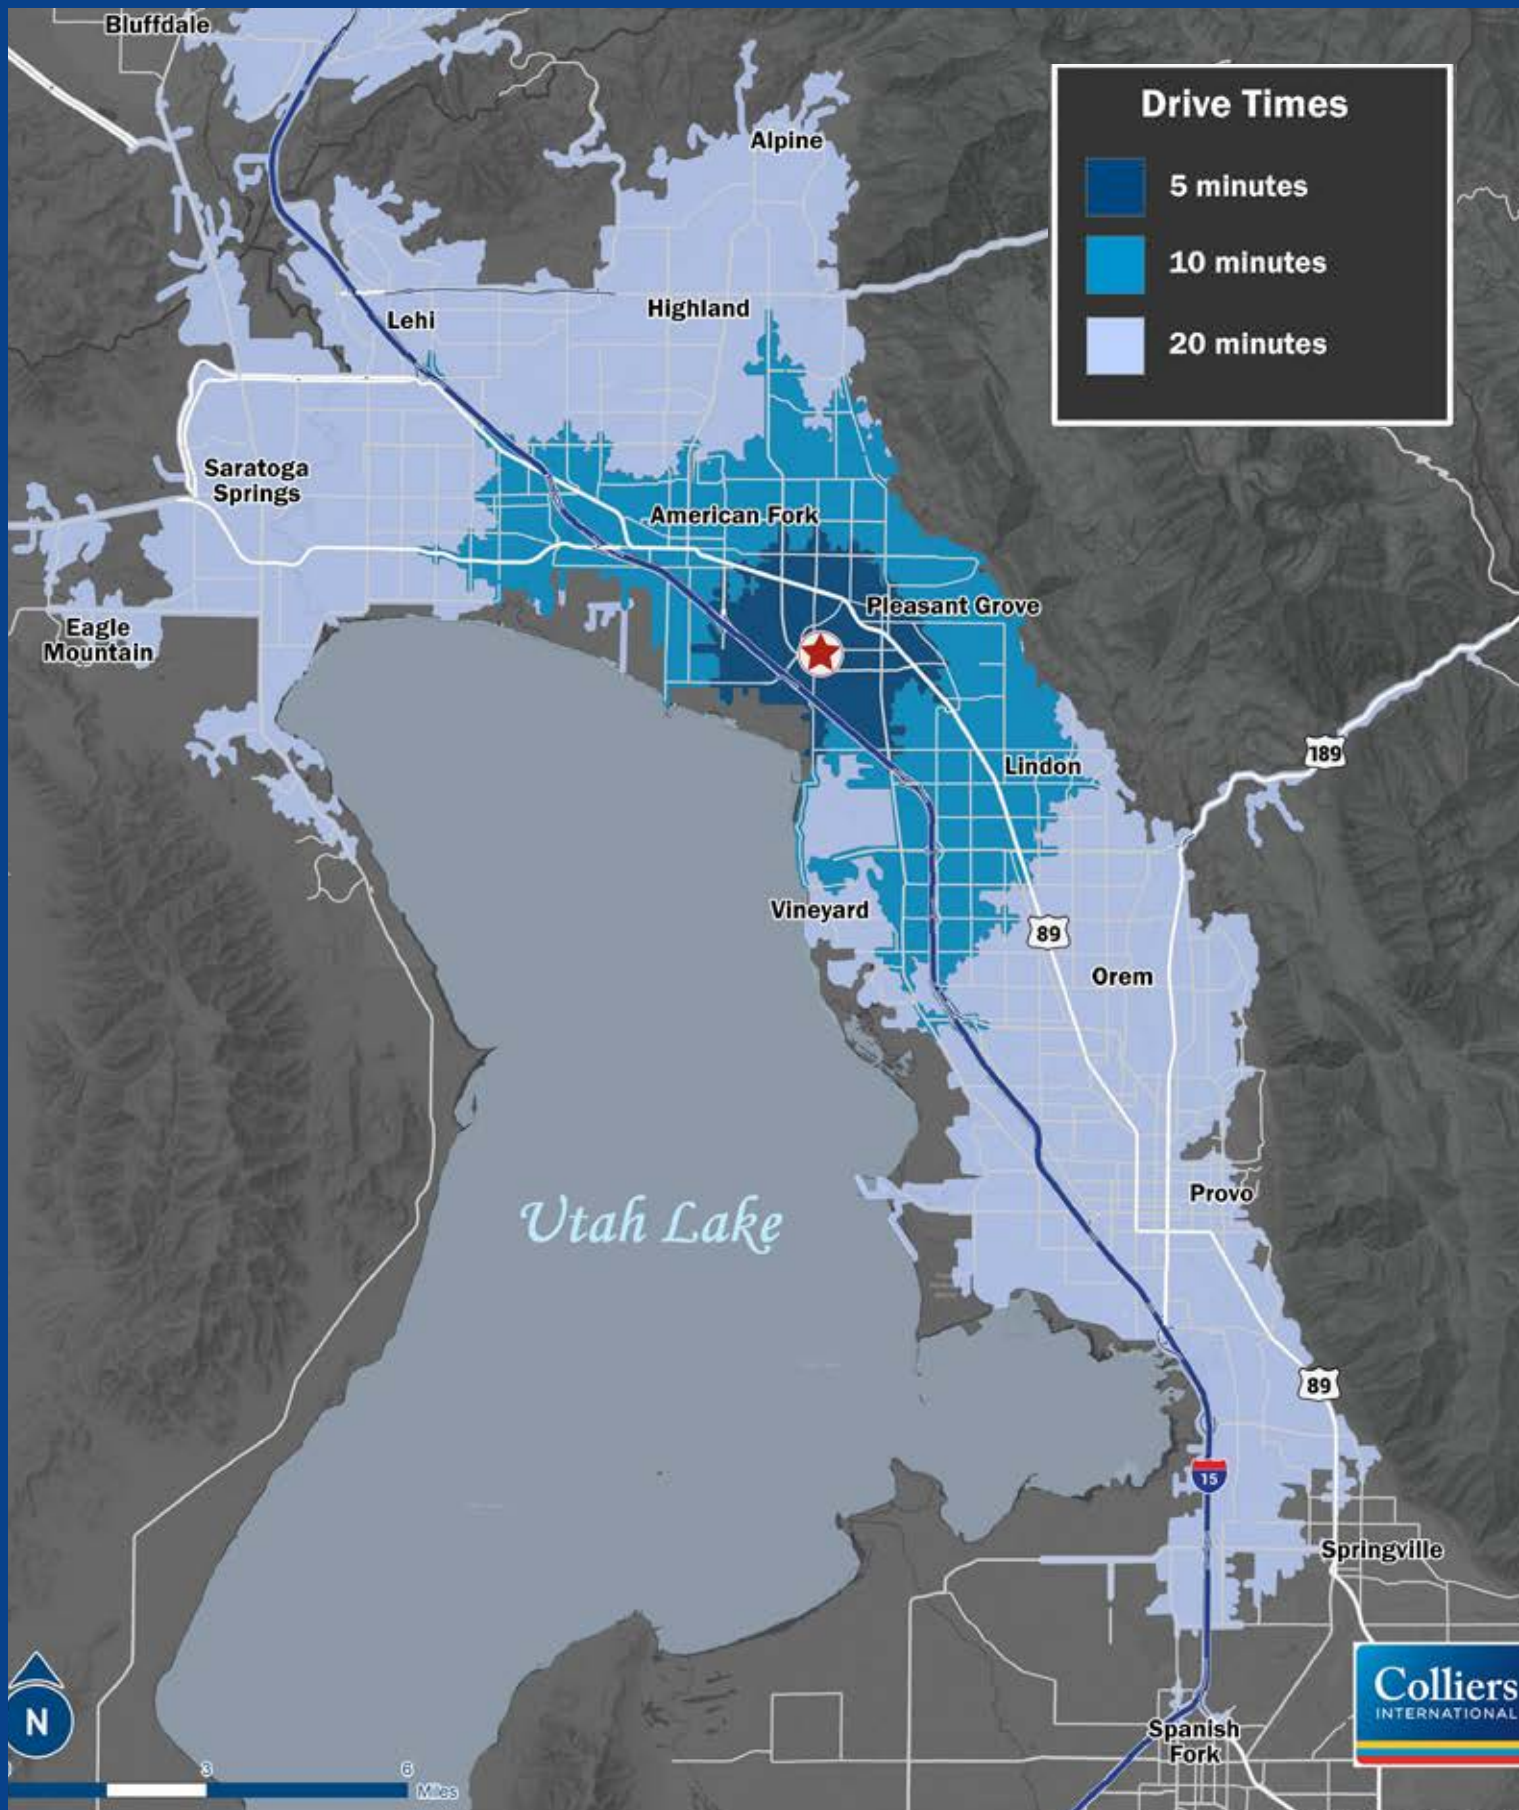 Bluffdale
Drive Times
5 minutes
10 minutes
20 minutes
Alpine
Highland
Lehi
Saratoga
Springs
American Fork
Pleasant Grove
Eagle
Mountain
189
Lindon
Vineyard
89
Orem
Provo
Utah Lake
89
15
Springville
Colliers
INTERNATIONAL
Spanish
Fork
N
3
6
Miles